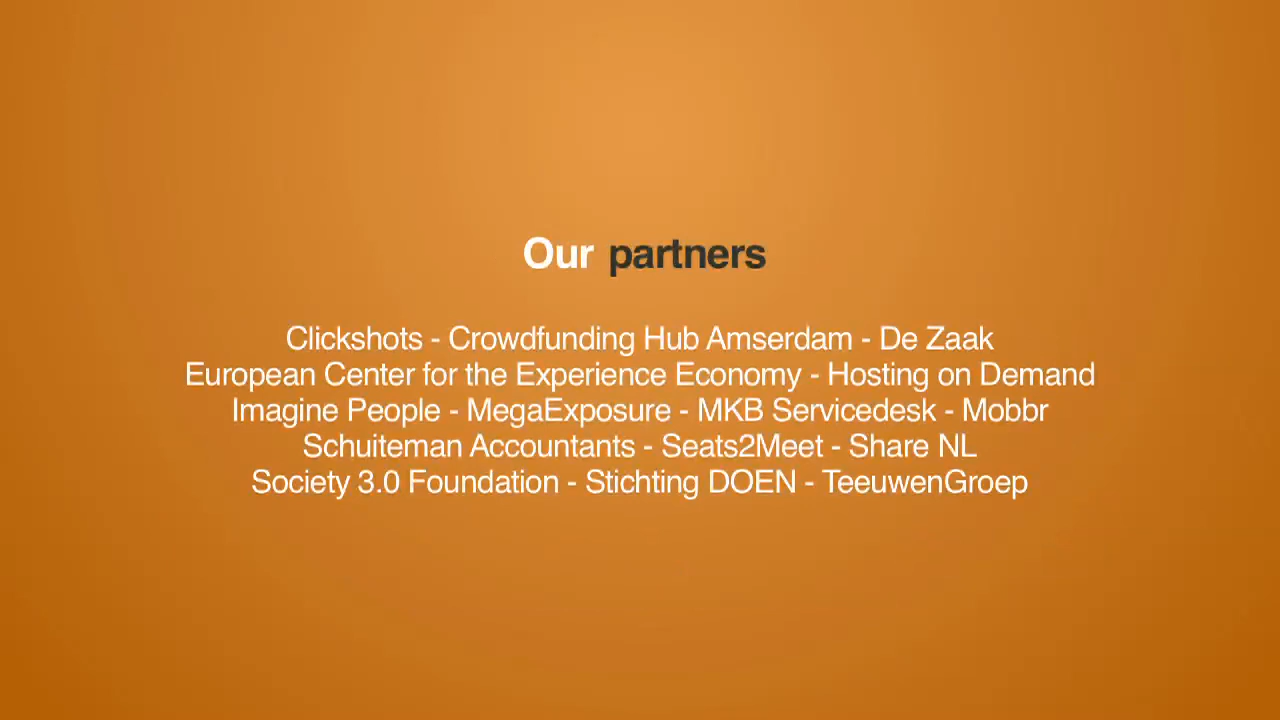 Our partners
Clickshots - Crowdfunding Hub Amserdam - De Zaak
European Center for the Experience Economy - Hosting on Demand
Imagine People - MegaExposure - MKB Servicedesk - Mobbr
Schuiteman Accountants - Seats2Meet - Share NL
Society 3.0 Foundation - Stichting DOEN - TeeuwenGroep